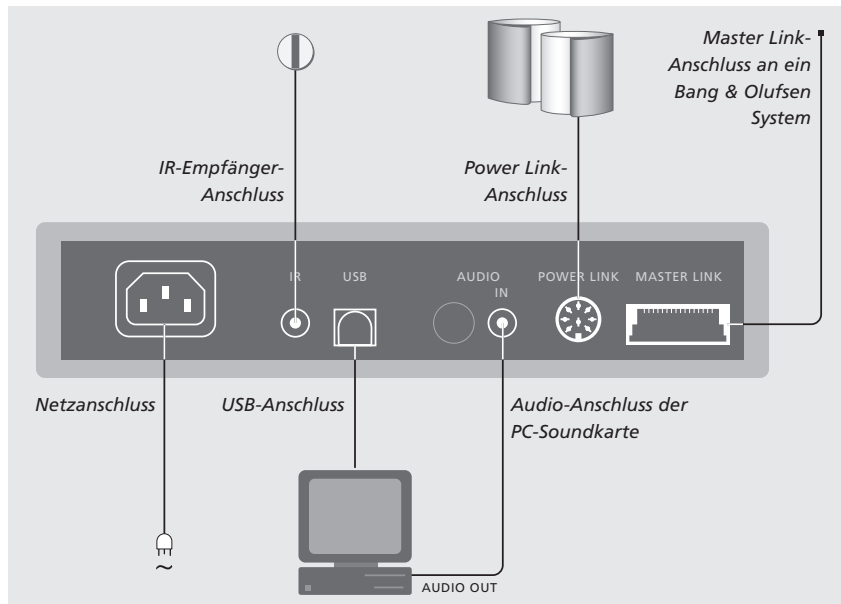 Master Link-
Anschluss an ein
Bang & Olufsen
System
IR-Empfänger-
Anschluss
Power Link-
Anschluss
IR
USB
AUDIO
IN
POWER LINK
MASTER LINK
Netzanschluss
USB-Anschluss
Audio-Anschluss der
PC-Soundkarte
~
AUDIO OUT